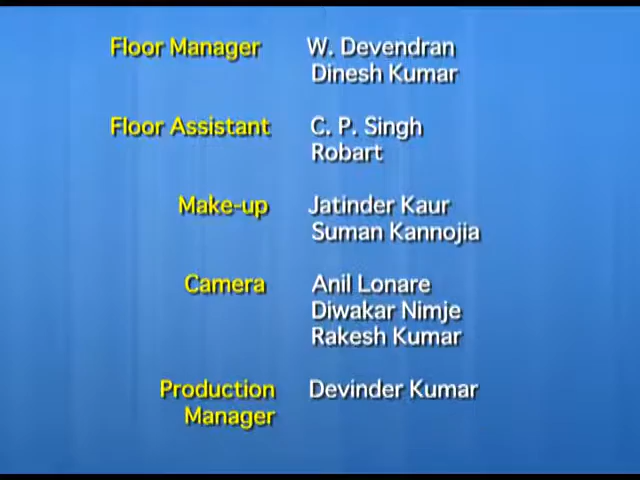 Floor Manager W. Devendran
Dinesh Kumar
Floor Assistant C. P. Singh
Robart
Make-up Jatinder Kaur
Suman Kannojia
Camera Anil Lonare
Diwakar Nimje
Rakesh Kumar
Production Devinder Kumar
Manager